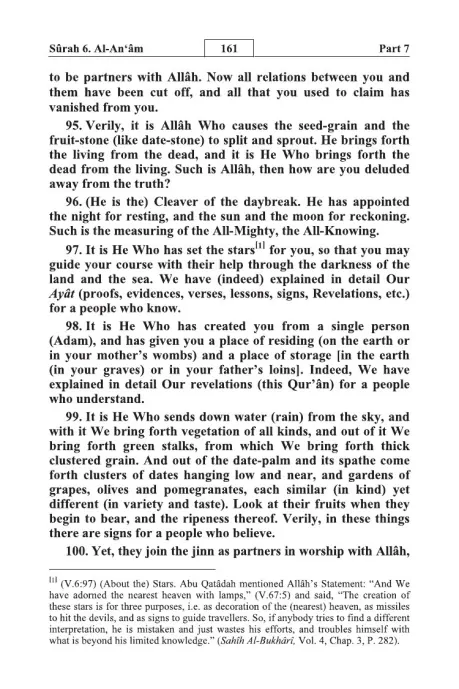 Sûrah 6. Al-An‘âm 161 Part 7
to be partners with Allâh. Now all relations between you and
them have been cut off, and all that you used to claim has
vanished from you.
95. Verily, it is Allâh Who causes the seed-grain and the
fruit-stone (like date-stone) to split and sprout. He brings forth
the living from the dead, and it is He Who brings forth the
dead from the living. Such is Allâh, then how are you deluded
away from the truth?
96. (He is the) Cleaver of the daybreak. He has appointed
the night for resting, and the sun and the moon for reckoning.
Such is the measuring of the All-Mighty, the All-Knowing.
97. It is He Who has set the stars[1] for you, so that you may
guide your course with their help through the darkness of the
land and the sea. We have (indeed) explained in detail Our
Ayât (proofs, evidences, verses, lessons, signs, Revelations, etc.)
for a people who know.
98. It is He Who has created you from a single person
(Adam), and has given you a place of residing (on the earth or
in your mother’s wombs) and a place of storage [in the earth
(in your graves) or in your father’s loins]. Indeed, We have
explained in detail Our revelations (this Qur’ân) for a people
who understand.
99. It is He Who sends down water (rain) from the sky, and
with it We bring forth vegetation of all kinds, and out of it We
bring forth green stalks, from which We bring forth thick
clustered grain. And out of the date-palm and its spathe come
forth clusters of dates hanging low and near, and gardens of
grapes, olives and pomegranates, each similar (in kind) yet
different (in variety and taste). Look at their fruits when they
begin to bear, and the ripeness thereof. Verily, in these things
there are signs for a people who believe.
100. Yet, they join the jinn as partners in worship with Allâh,
[1] (V.6:97) (About the) Stars. Abu Qatâdah mentioned Allâh’s Statement: “And We
have adorned the nearest heaven with lamps,” (V.67:5) and said, “The creation of
these stars is for three purposes, i.e. as decoration of the (nearest) heaven, as missiles
to hit the devils, and as signs to guide travellers. So, if anybody tries to find a different
interpretation, he is mistaken and just wastes his efforts, and troubles himself with
what is beyond his limited knowledge.” (Sahîh Al-Bukhârî, Vol. 4, Chap. 3, P. 282).